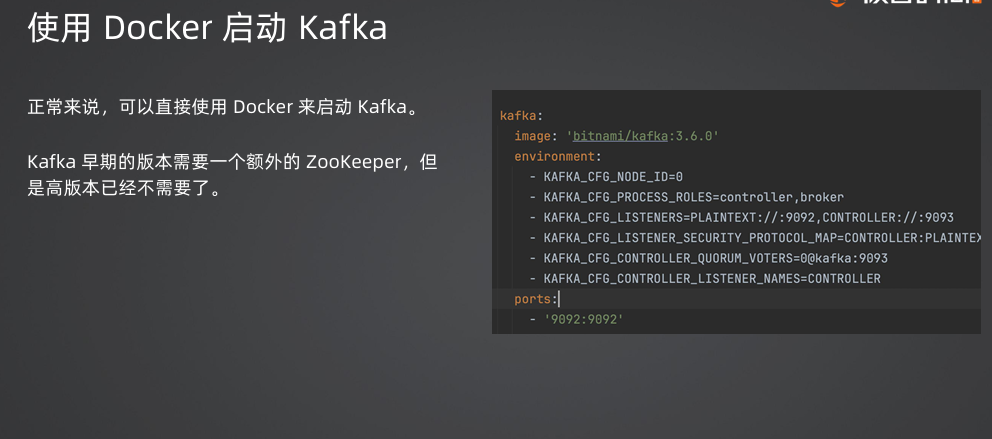 使用 Docker 启动 Kafka
正常来说，可以直接使用 Docker 来启动 Kafka。
Kafka 早期的版本需要一个额外的 ZooKeeper，但
是高版本已经不需要了。
kafka:
image: 'bitnami/kafka:3.6.0'
environment:
- KAFKA_CFG_NODE_ID=0
- KAFKA_CFG_PROCESS_ROLES=controller,broker
- KAFKA_CFG_LISTENERS=PLAINTEXT://:9092,CONTROLLER://:9093
- KAFKA_CFG_LISTENER_SECURITY_PROTOCOL_MAP=CONTROLLER:PLAINTEX
- KAFKA_CFG_CONTROLLER_QUORUM_VOTERS=0@kafka:9093
- KAFKA_CFG_CONTROLLER_LISTENER_NAMES=CONTROLLER
ports:
- '9092:9092'